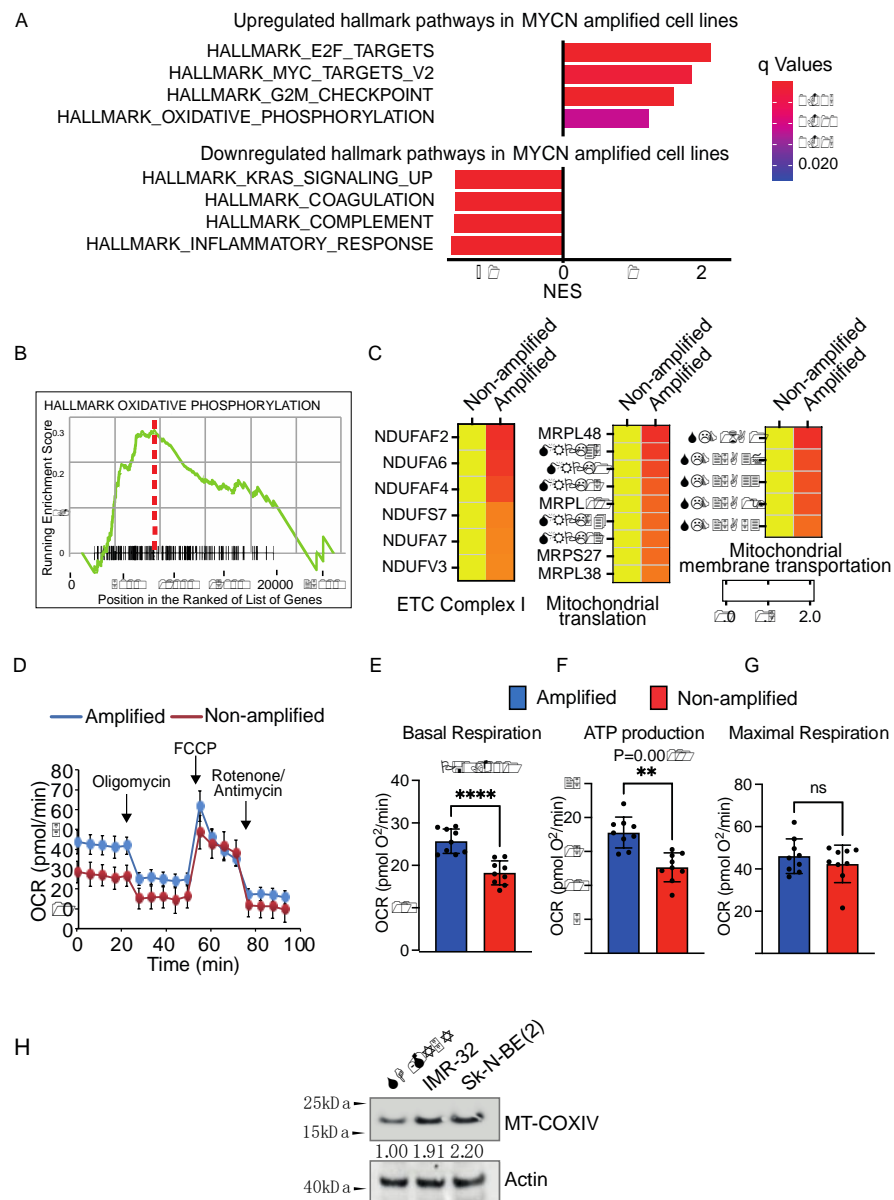 A
Upregulated hallmark pathways in MYCN amplified cell lines
HALLMARK_E2F_TARGETS
HALLMARK_MYC_TARGETS_V2
HALLMARK_G2M_CHECKPOINT
HALLMARK_OXIDATIVE_PHOSPHORYLATION
q Values
0.020
Downregulated hallmark pathways in MYCN amplified cell lines
HALLMARK_KRAS_SIGNALING_UP
HALLMARK_COAGULATION
HALLMARK_COMPLEMENT
HALLMARK_INFLAMMATORY_RESPONSE
0 2
NES
B
HALLMARK OXIDATIVE PHOSPHORYLATION
Running Enrichment Score
0.3
0.2
0
0 20000
Position in the Ranked of List of Genes
C
Non-amplified
Amplified
NDUFAF2
NDUFA6
NDUFAF4
NDUFS7
NDUFA7
NDUFV3
ETC Complex I
Non-amplified
Amplified
MRPL48
MRPL
MRPS27
MRPL38
Mitochondrial
translation
Non-amplified
Amplified
Mitochondrial
membrane transportation
.0 2.0
D
Amplified Non-amplified
FCCP
Oligomycin
Rotenone/
Antimycin
OCR (pmol/min)
80
70
60
40
30
20
0
0 20 40 60 80 100
Time (min)
Amplified Non-amplified
E
Basal Respiration
****
OCR (pmol O²/min)
40
30
20
0
F
ATP production
P=0.00
**
OCR (pmol O²/min)
20
G
Maximal Respiration
ns
OCR (pmol O²/min)
80
60
40
H
IMR-32
Sk-N-BE(2)
25kDa
15kDa
MT-COXIV
1.00 1.91 2.20
40kDa
Actin